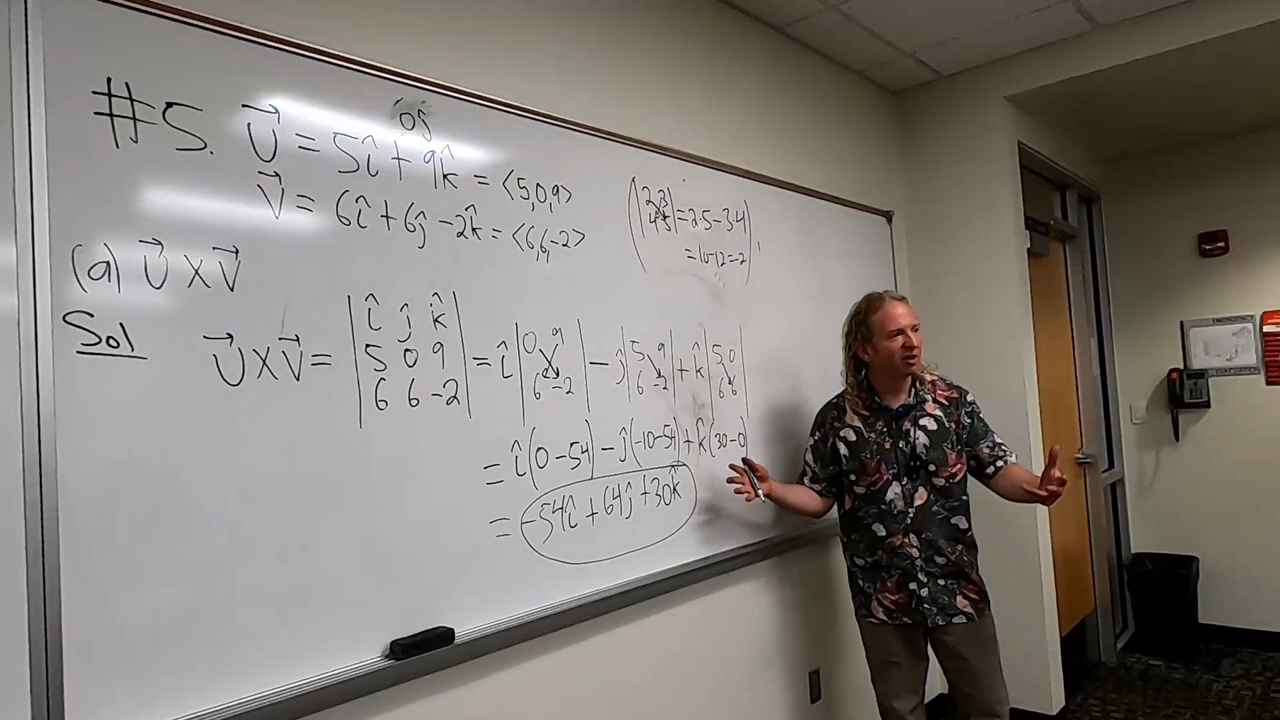 #5. U⃗ = 5î + 9k̂ = <5,0,9>
0ĵ
V⃗ = 6î + 6ĵ - 2k̂ = <6,6,-2>
(|2 3|
|4 5| = 2·5 - 3·4
= 10-12 = -2)
(a) U⃗ X V⃗
Sol
U⃗ X V⃗ = |î ĵ k̂|
|5 0 9|
|6 6 -2|
= î |0 9| - ĵ |5 9| + k̂ |5 0|
|6 -2| |6 -2| |6 6|
= î(0-54) - ĵ(-10-54) + k̂(30-0)
= -54î + 64ĵ + 30k̂